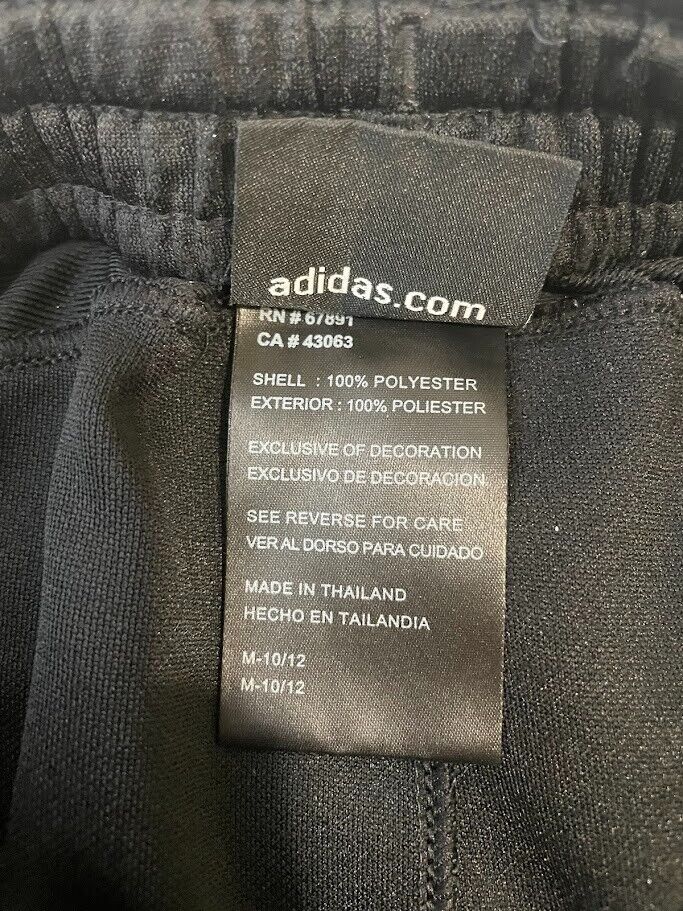 adidas.com
RN # 67891
CA # 43063
SHELL : 100% POLYESTER
EXTERIOR : 100% POLIESTER
EXCLUSIVE OF DECORATION
EXCLUSIVO DE DECORACION
SEE REVERSE FOR CARE
VER AL DORSO PARA CUIDADO
MADE IN THAILAND
HECHO EN TAILANDIA
M-10/12
M-10/12